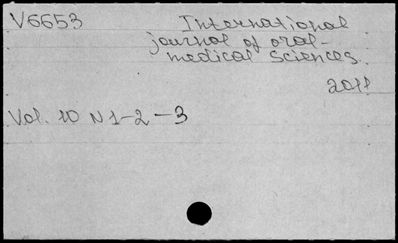 V6653 International
journal of oral-
medical sciences.
2011
Vol. 10 N 1-2-3